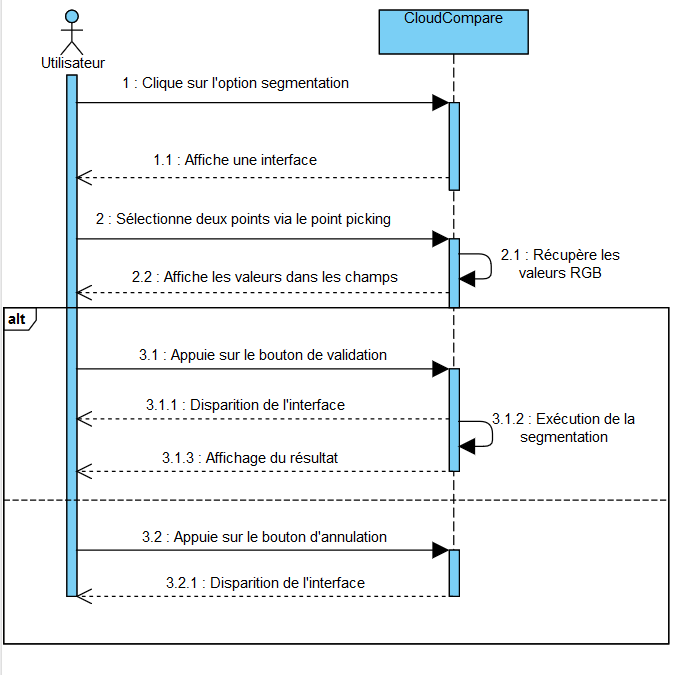 CloudCompare
Utilisateur
1 : Clique sur l'option segmentation
1.1 : Affiche une interface
2 : Sélectionne deux points via le point picking
2.1 : Récupère les
valeurs RGB
2.2 : Affiche les valeurs dans les champs
alt
3.1 : Appuie sur le bouton de validation
3.1.1 : Disparition de l'interface
3.1.2 : Exécution de la
segmentation
3.1.3 : Affichage du résultat
3.2 : Appuie sur le bouton d'annulation
3.2.1 : Disparition de l'interface